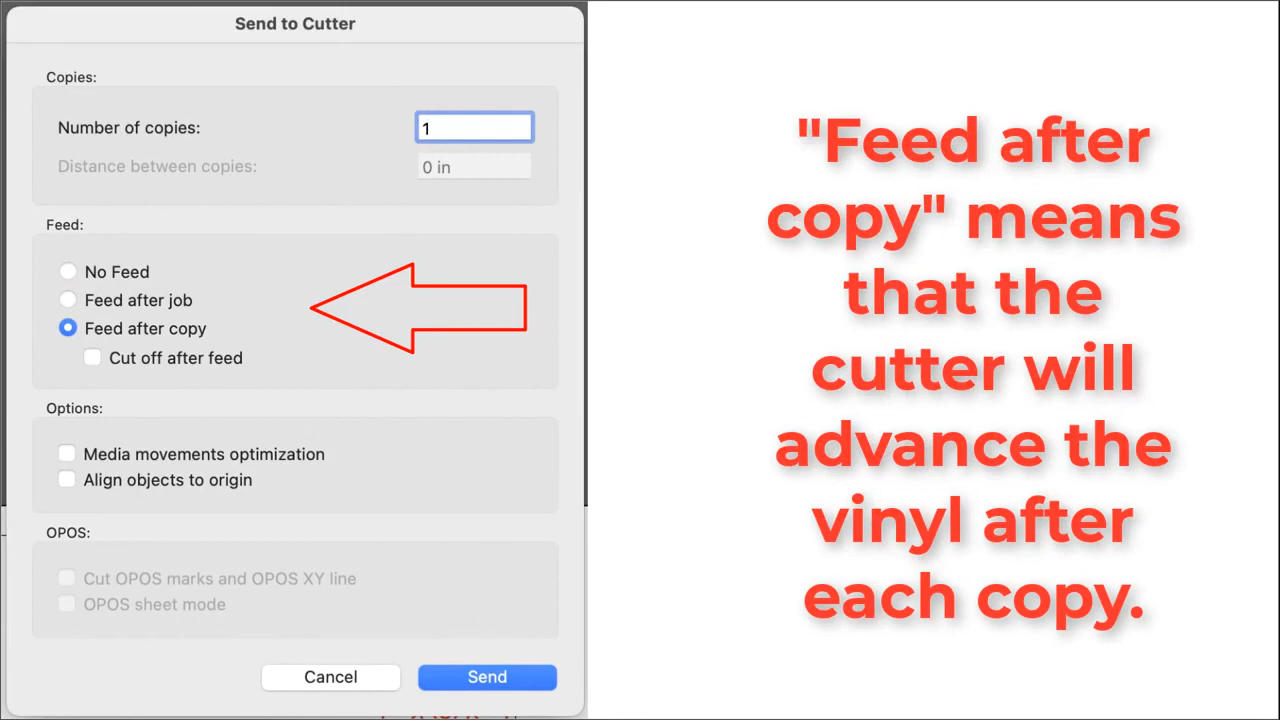 Send to Cutter
Copies:
Number of copies: 1
Distance between copies: 0 in
Feed:
No Feed
Feed after job
Feed after copy
Cut off after feed
Options:
Media movements optimization
Align objects to origin
OPOS:
Cut OPOS marks and OPOS XY line
OPOS sheet mode
Cancel Send
"Feed after
copy" means
that the
cutter will
advance the
vinyl after
each copy.